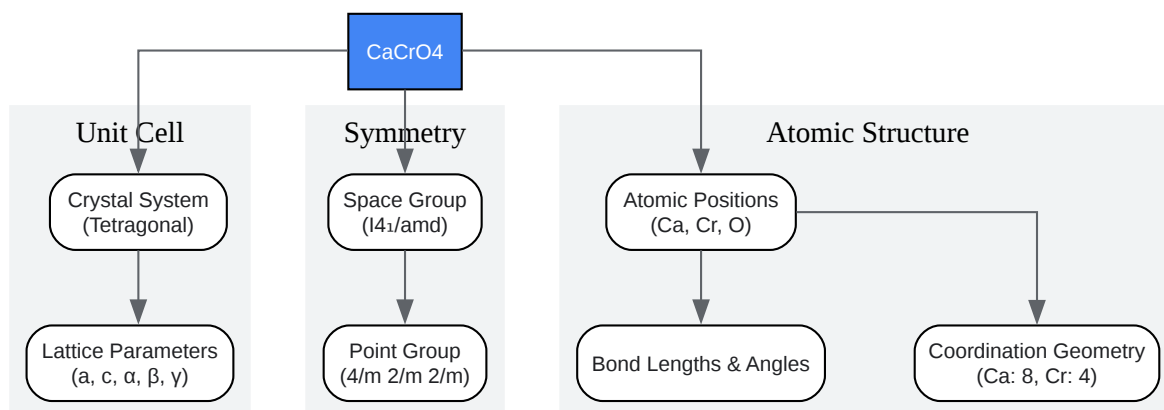 CaCrO4
Unit Cell
Symmetry
Atomic Structure
Crystal System
(Tetragonal)
Space Group
(I4₁/amd)
Atomic Positions
(Ca, Cr, O)
Lattice Parameters
(a, c, α, β, γ)
Point Group
(4/m 2/m 2/m)
Bond Lengths & Angles
Coordination Geometry
(Ca: 8, Cr: 4)